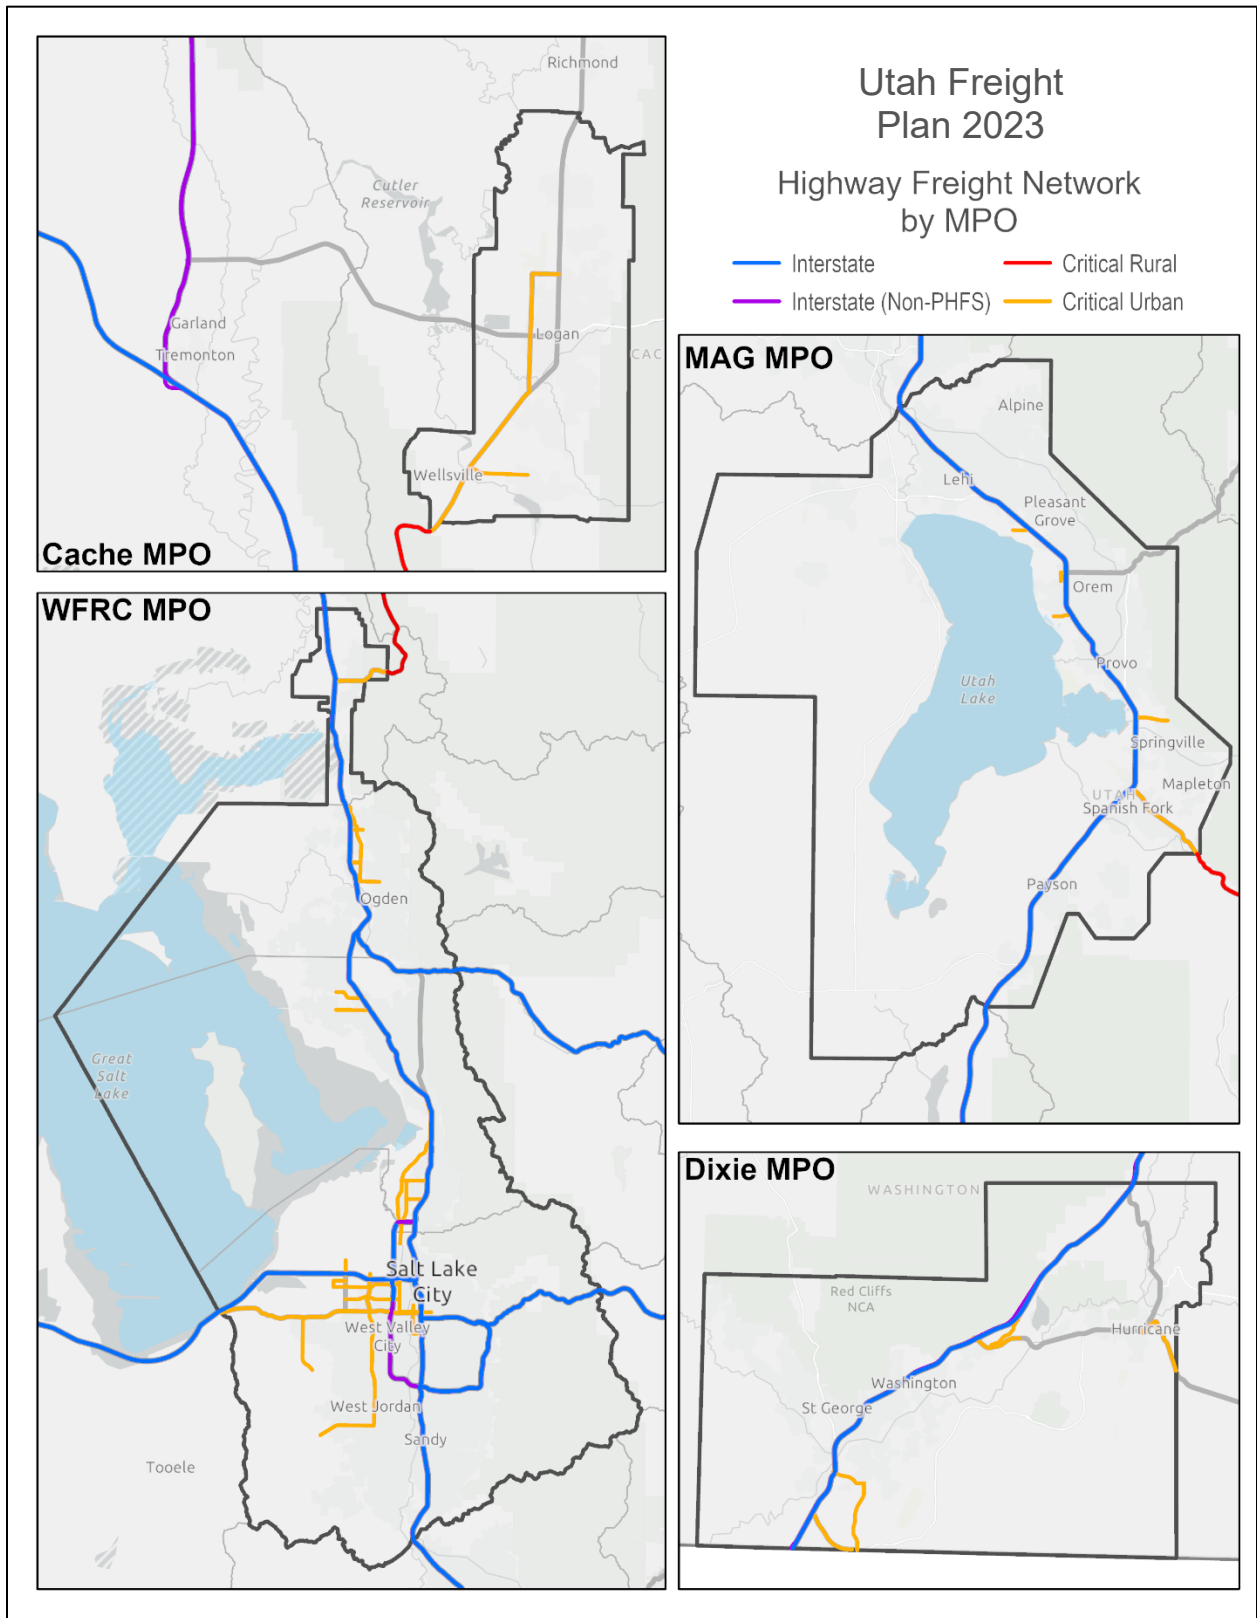 Utah Freight
Plan 2023
Highway Freight Network
by MPO
Interstate
Critical Rural
Interstate (Non-PHFS)
Critical Urban
Richmond
Cutler
Reservoir
Garland
Tremonton
Logan
CAC
Wellsville
Cache MPO
WFRC MPO
Ogden
Great
Salt
Lake
Salt Lake
City
West Valley
City
West Jordan
Sandy
Tooele
MAG MPO
Alpine
Lehi
Pleasant
Grove
Orem
Provo
Utah
Lake
Springville
Mapleton
UTAH
Spanish Fork
Payson
Dixie MPO
WASHINGTON
Red Cliffs
NCA
Hurricane
Washington
St George